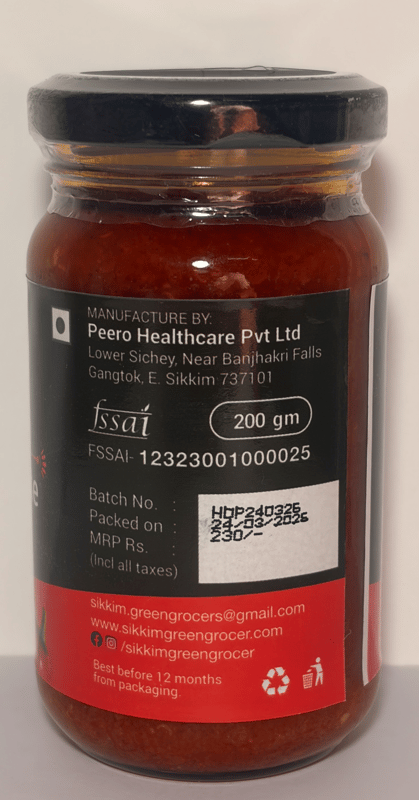 MANUFACTURE BY:
Peero Healthcare Pvt Ltd
Lower Sichey, Near Banjhakri Falls
Gangtok, E. Sikkim 737101
fssai
200 gm
FSSAI- 12323001000025
Batch No. : HDP240325
Packed on : 24/03/2025
MRP Rs. : 230/-
(Incl all taxes)
sikkim.greengrocers@gmail.com
www.sikkimgreengrocer.com
/sikkimgreengrocer
Best before 12 months
from packaging.